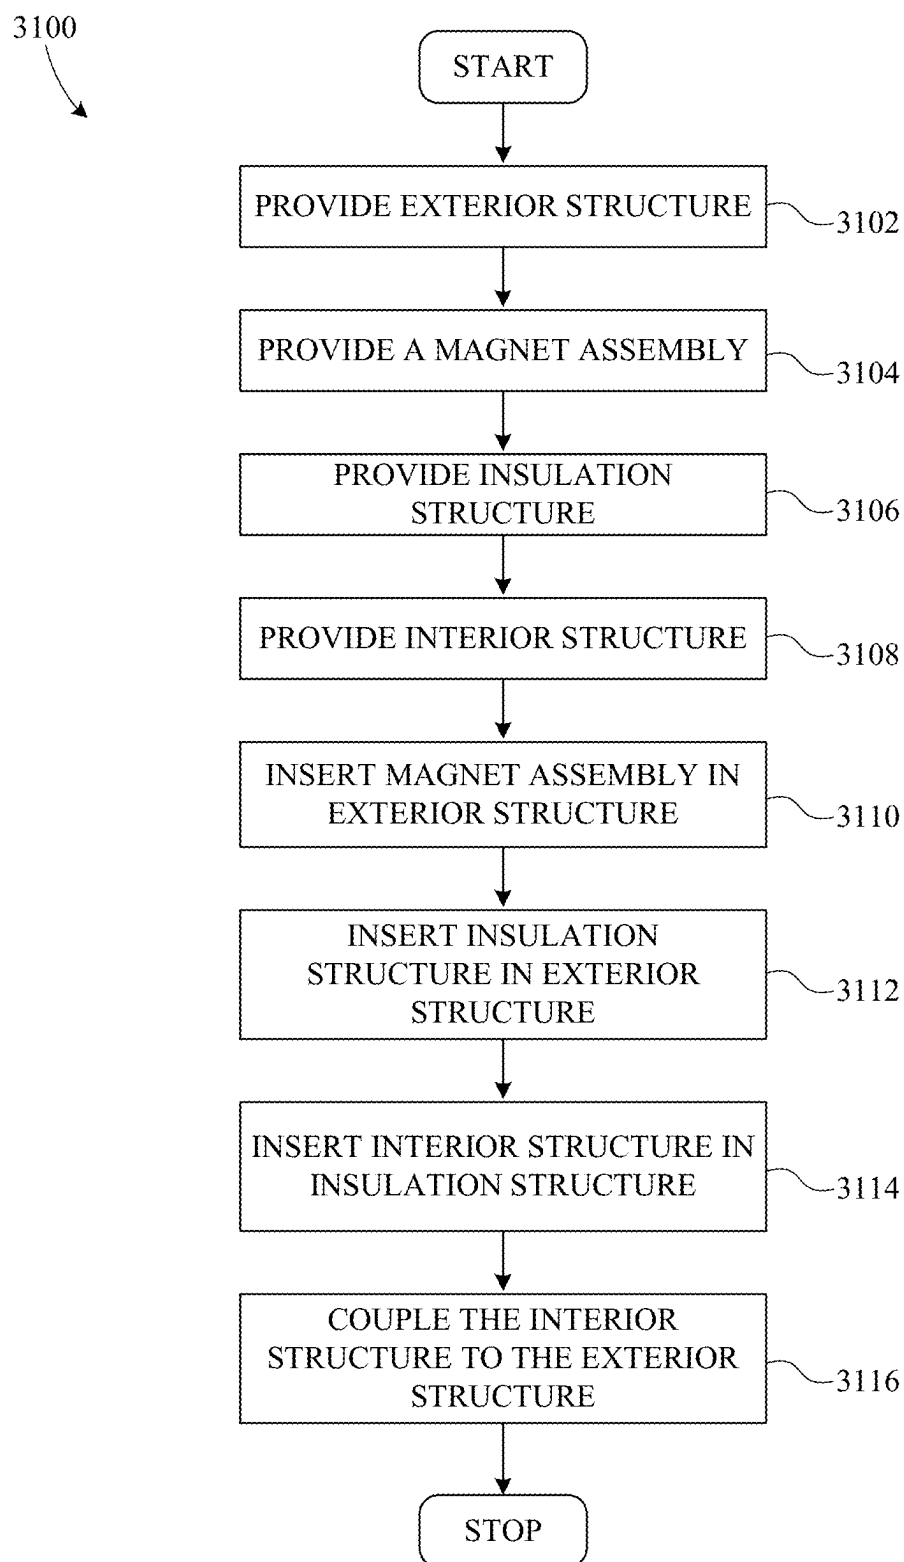 3100
START
PROVIDE EXTERIOR STRUCTURE
3102
PROVIDE A MAGNET ASSEMBLY
3104
PROVIDE INSULATION
STRUCTURE
3106
PROVIDE INTERIOR STRUCTURE
3108
INSERT MAGNET ASSEMBLY IN
EXTERIOR STRUCTURE
3110
INSERT INSULATION
STRUCTURE IN EXTERIOR
STRUCTURE
3112
INSERT INTERIOR STRUCTURE IN
INSULATION STRUCTURE
3114
COUPLE THE INTERIOR
STRUCTURE TO THE EXTERIOR
STRUCTURE
3116
STOP